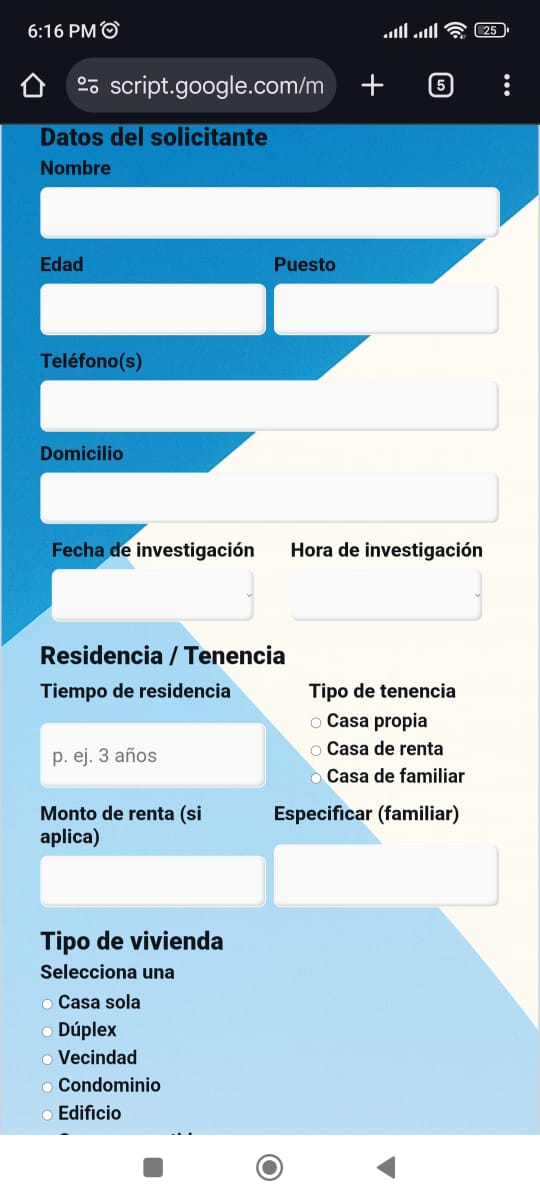 6:16 PM
25
script.google.com/m
5
Datos del solicitante
Nombre
Edad
Puesto
Teléfono(s)
Domicilio
Fecha de investigación
Hora de investigación
Residencia / Tenencia
Tiempo de residencia
Tipo de tenencia
Casa propia
Casa de renta
Casa de familiar
p. ej. 3 años
Monto de renta (si
aplica)
Especificar (familiar)
Tipo de vivienda
Selecciona una
Casa sola
Dúplex
Vecindad
Condominio
Edificio